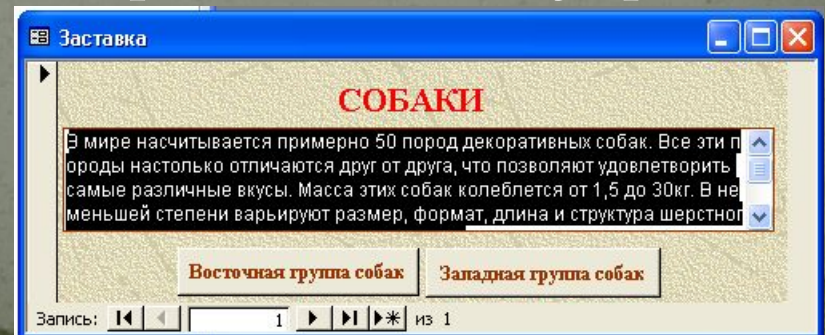 Заставка
СОБАКИ
В мире насчитывается примерно 50 пород декоративных собак. Все эти п
ороды настолько отличаются друг от друга, что позволяют удовлетворить
самые различные вкусы. Масса этих собак колеблется от 1,5 до 30кг. В не
меньшей степени варьируют размер, формат, длина и структура шерстног
Восточная группа собак Западная группа собак
Запись: 1 из 1